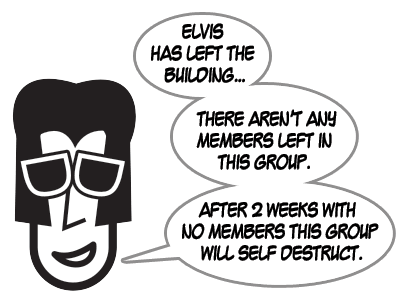 ELVIS
HAS LEFT THE
BUILDING...
THERE AREN'T ANY
MEMBERS LEFT IN
THIS GROUP.
AFTER 2 WEEKS WITH
NO MEMBERS THIS GROUP
WILL SELF DESTRUCT.